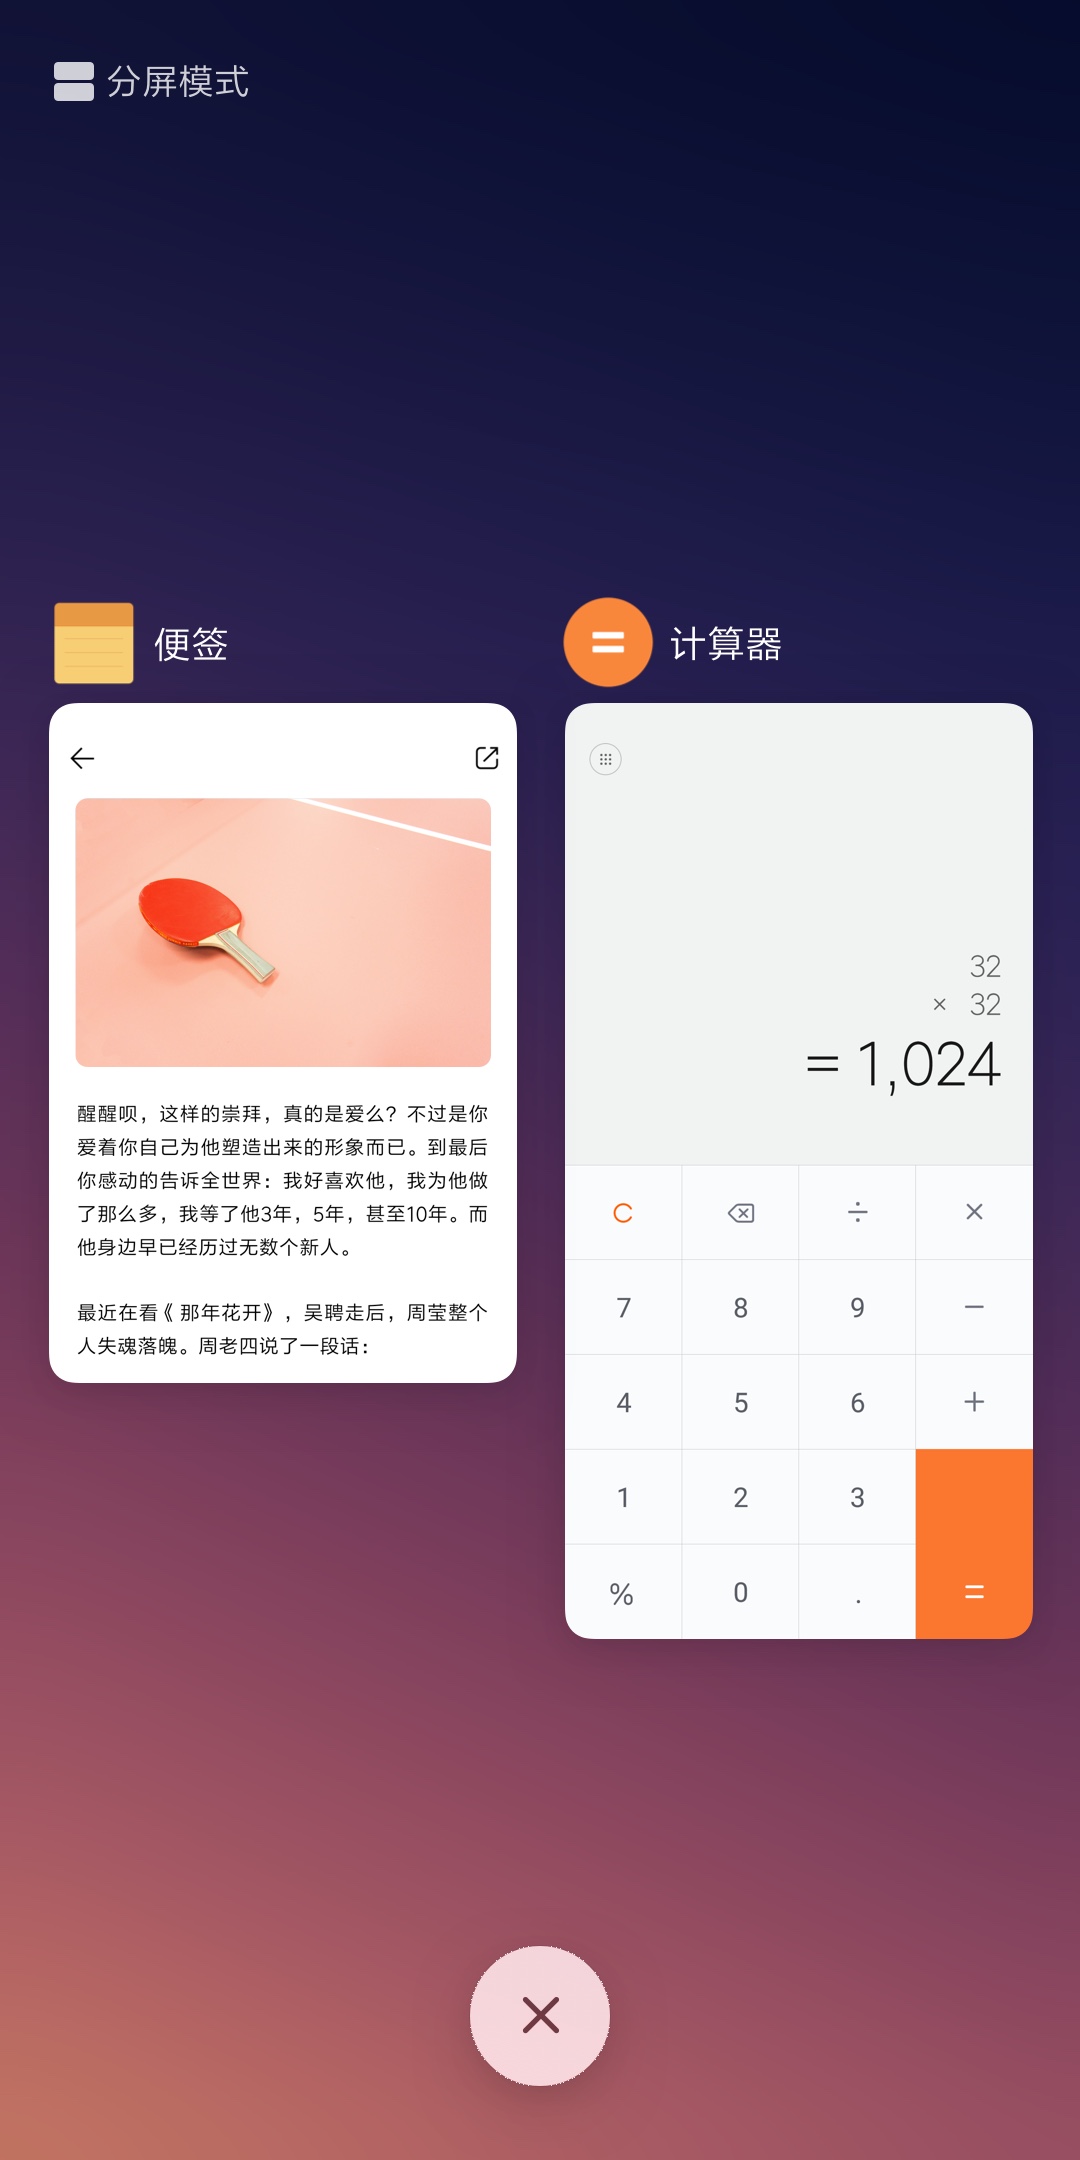 分屏模式
便签
醒醒呗，这样的崇拜，真的是爱么？不过是你
爱着你自己为他塑造出来的形象而已。到最后
你感动的告诉全世界：我好喜欢他，我为他做
了那么多，我等了他3年，5年，甚至10年。而
他身边早已经历过无数个新人。
最近在看《那年花开》，吴聘走后，周莹整个
人失魂落魄。周老四说了一段话：
计算器
32
× 32
= 1,024
C ÷ ×
7 8 9 −
4 5 6 +
1 2 3
% 0 . =